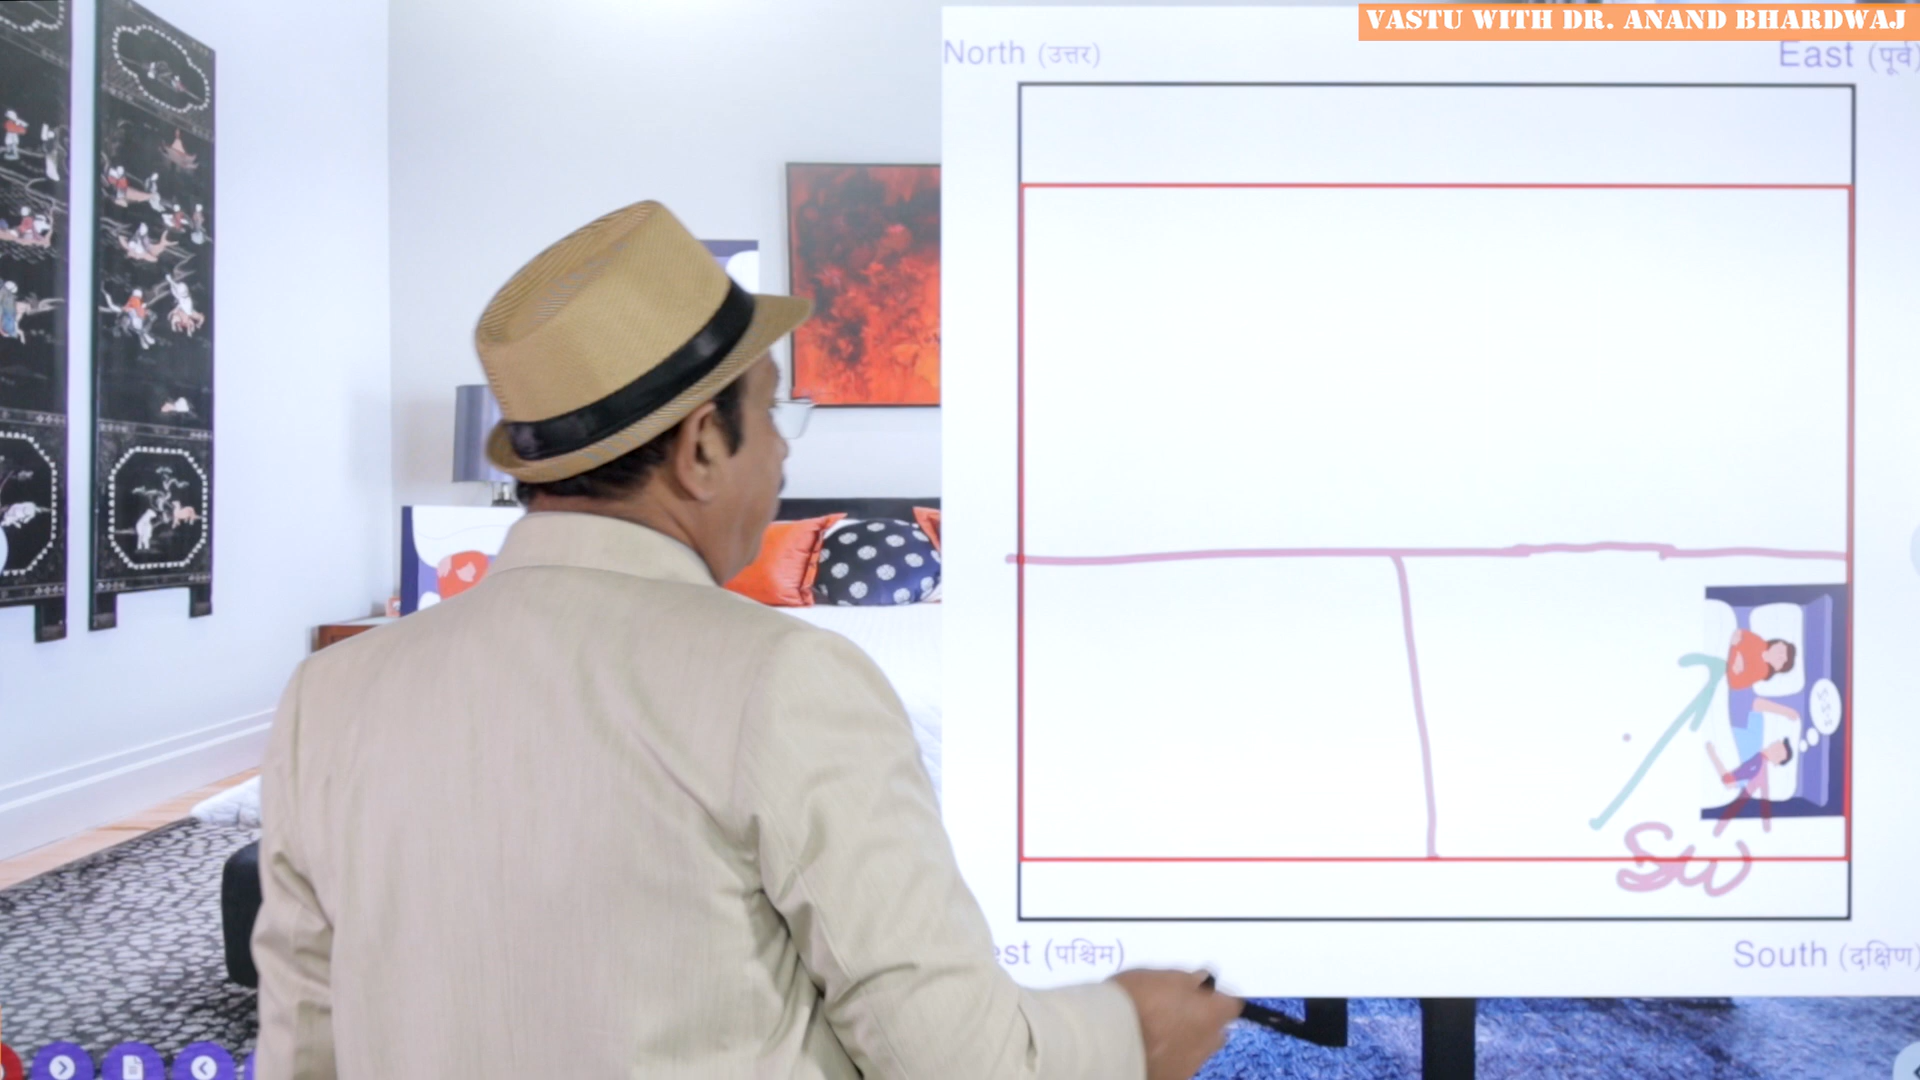 VASTU WITH DR. ANAND BHARDWAJ
North (उत्तर)
East (पूर्व)
SW
est (पश्चिम)
South (दक्षिण)